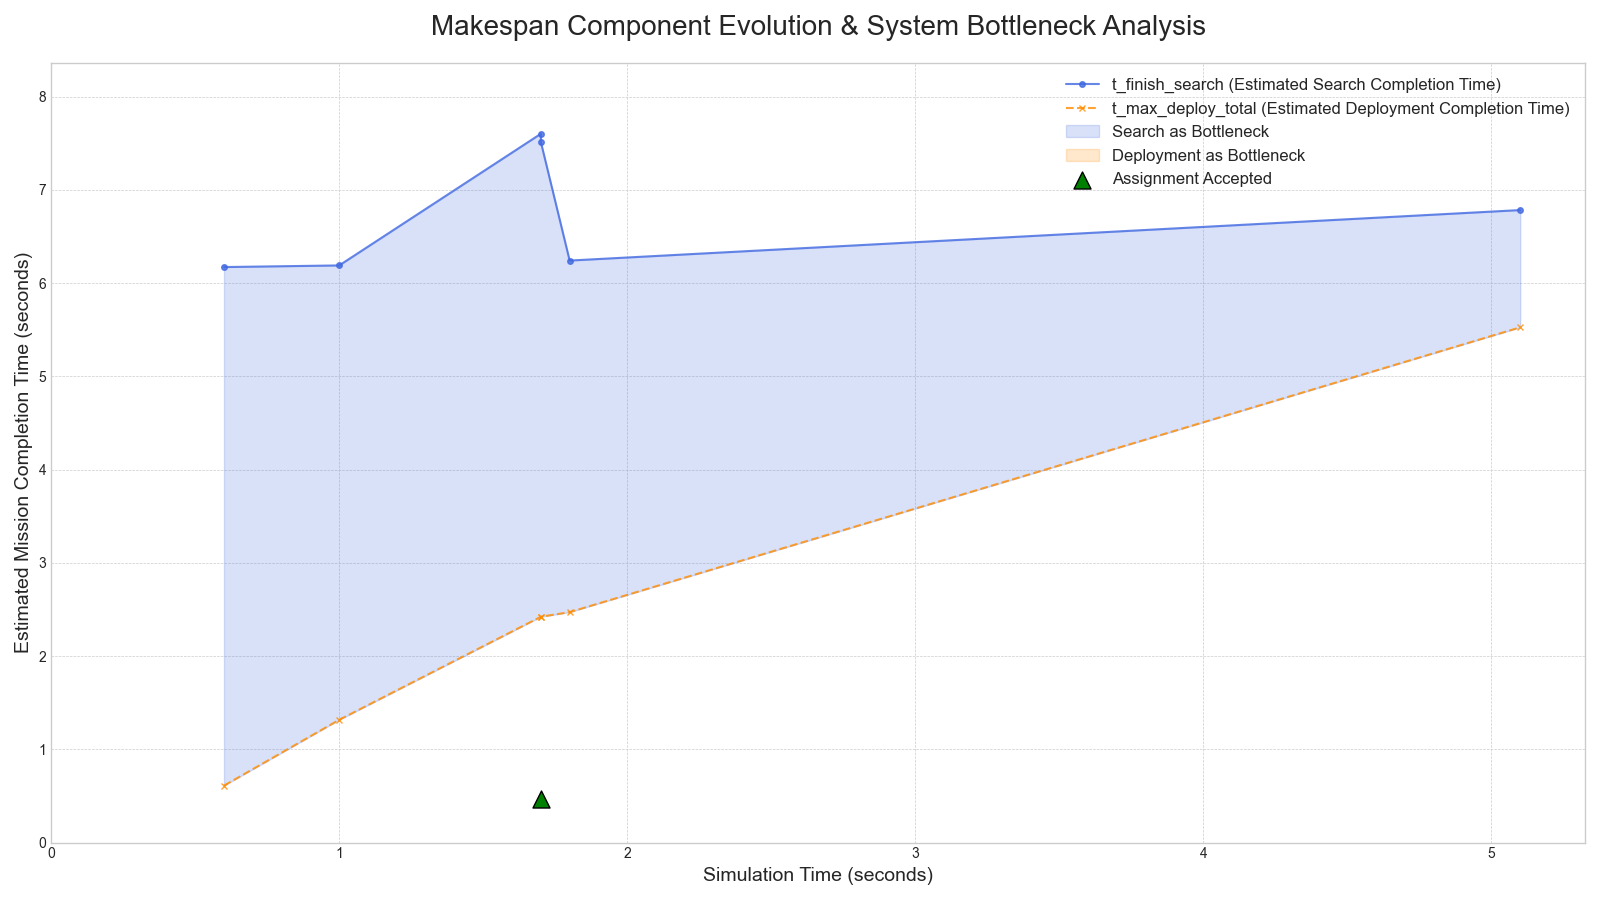 Makespan Component Evolution & System Bottleneck Analysis
t_finish_search (Estimated Search Completion Time)
t_max_deploy_total (Estimated Deployment Completion Time)
Search as Bottleneck
Deployment as Bottleneck
Assignment Accepted
Estimated Mission Completion Time (seconds)
8
7
6
5
4
3
2
1
0
0 1 2 3 4 5
Simulation Time (seconds)